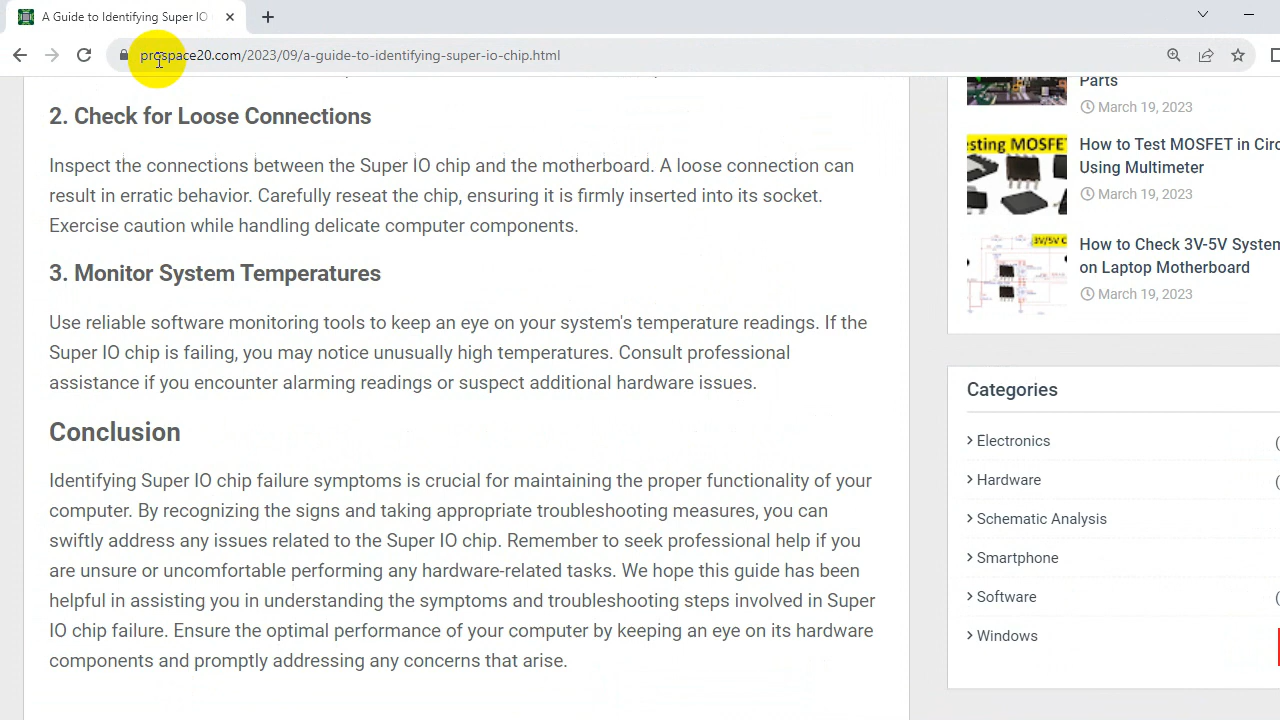 A Guide to Identifying Super IO
prospace20.com/2023/09/a-guide-to-identifying-super-io-chip.html
2. Check for Loose Connections
Inspect the connections between the Super IO chip and the motherboard. A loose connection can
result in erratic behavior. Carefully reseat the chip, ensuring it is firmly inserted into its socket.
Exercise caution while handling delicate computer components.
3. Monitor System Temperatures
Use reliable software monitoring tools to keep an eye on your system's temperature readings. If the
Super IO chip is failing, you may notice unusually high temperatures. Consult professional
assistance if you encounter alarming readings or suspect additional hardware issues.
Conclusion
Identifying Super IO chip failure symptoms is crucial for maintaining the proper functionality of your
computer. By recognizing the signs and taking appropriate troubleshooting measures, you can
swiftly address any issues related to the Super IO chip. Remember to seek professional help if you
are unsure or uncomfortable performing any hardware-related tasks. We hope this guide has been
helpful in assisting you in understanding the symptoms and troubleshooting steps involved in Super
IO chip failure. Ensure the optimal performance of your computer by keeping an eye on its hardware
components and promptly addressing any concerns that arise.
Parts
March 19, 2023
esting MOSFE
How to Test MOSFET in Circ
Using Multimeter
March 19, 2023
3V/5V C
How to Check 3V-5V System
on Laptop Motherboard
March 19, 2023
Categories
Electronics
Hardware
Schematic Analysis
Smartphone
Software
Windows